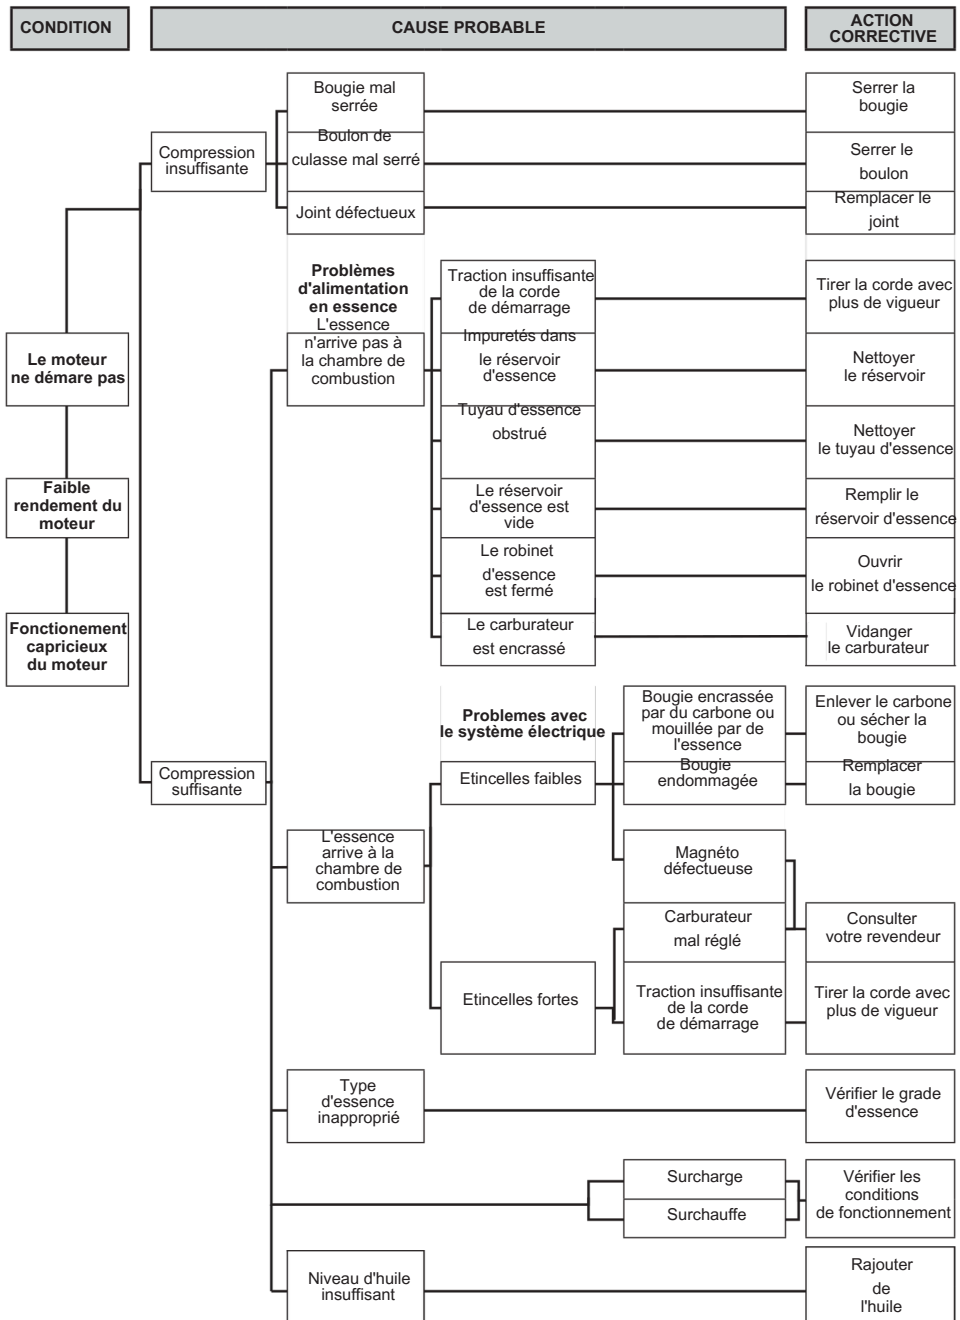 CONDITION
CAUSE PROBABLE
ACTION
CORRECTIVE
Bougie mal
serrée
Serrer la
bougie
Compression
insuffisante
Boulon de
culasse mal serré
Serrer le
boulon
Joint défectueux
Remplacer le
joint
Problèmes
d'alimentation
en essence
L'essence
n'arrive pas à
la chambre de
combustion
Traction insuffisante
de la corde
de démarrage
Tirer la corde avec
plus de vigueur
Le moteur
ne démare pas
Impuretés dans
le réservoir
d'essence
Nettoyer
le réservoir
Tuyau d'essence
obstrué
Nettoyer
le tuyau d'essence
Faible
rendement du
moteur
Le réservoir
d'essence est
vide
Remplir le
réservoir d'essence
Le robinet
d'essence
est fermé
Ouvrir
le robinet d'essence
Fonctionement
capricieux
du moteur
Le carburateur
est encrassé
Vidanger
le carburateur
Problemes avec
le système électrique
Bougie encrassée
par du carbone ou
mouillée par de
l'essence
Enlever le carbone
ou sécher la
bougie
Compression
suffisante
Etincelles faibles
Bougie
endommagée
Remplacer
la bougie
L'essence
arrive à la
chambre de
combustion
Magnéto
défectueuse
Carburateur
mal réglé
Consulter
votre revendeur
Etincelles fortes
Traction insuffisante
de la corde
de démarrage
Tirer la corde avec
plus de vigueur
Type
d'essence
inapproprié
Vérifier le grade
d'essence
Surcharge
Surchauffe
Vérifier les
conditions
de fonctionnement
Niveau d'huile
insuffisant
Rajouter
de
l'huile